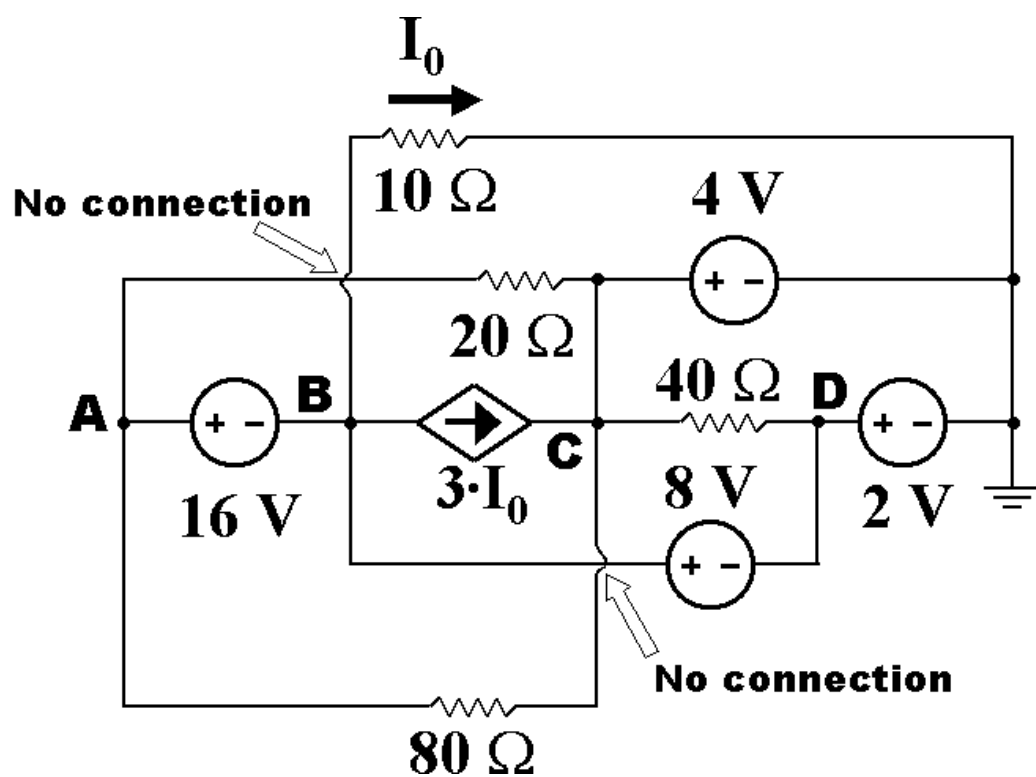 I₀
10 Ω
No connection
4 V
20 Ω
40 Ω
A
B
C
D
16 V
3·I₀
8 V
2 V
No connection
80 Ω
+ −
+ −
+ −
+ −